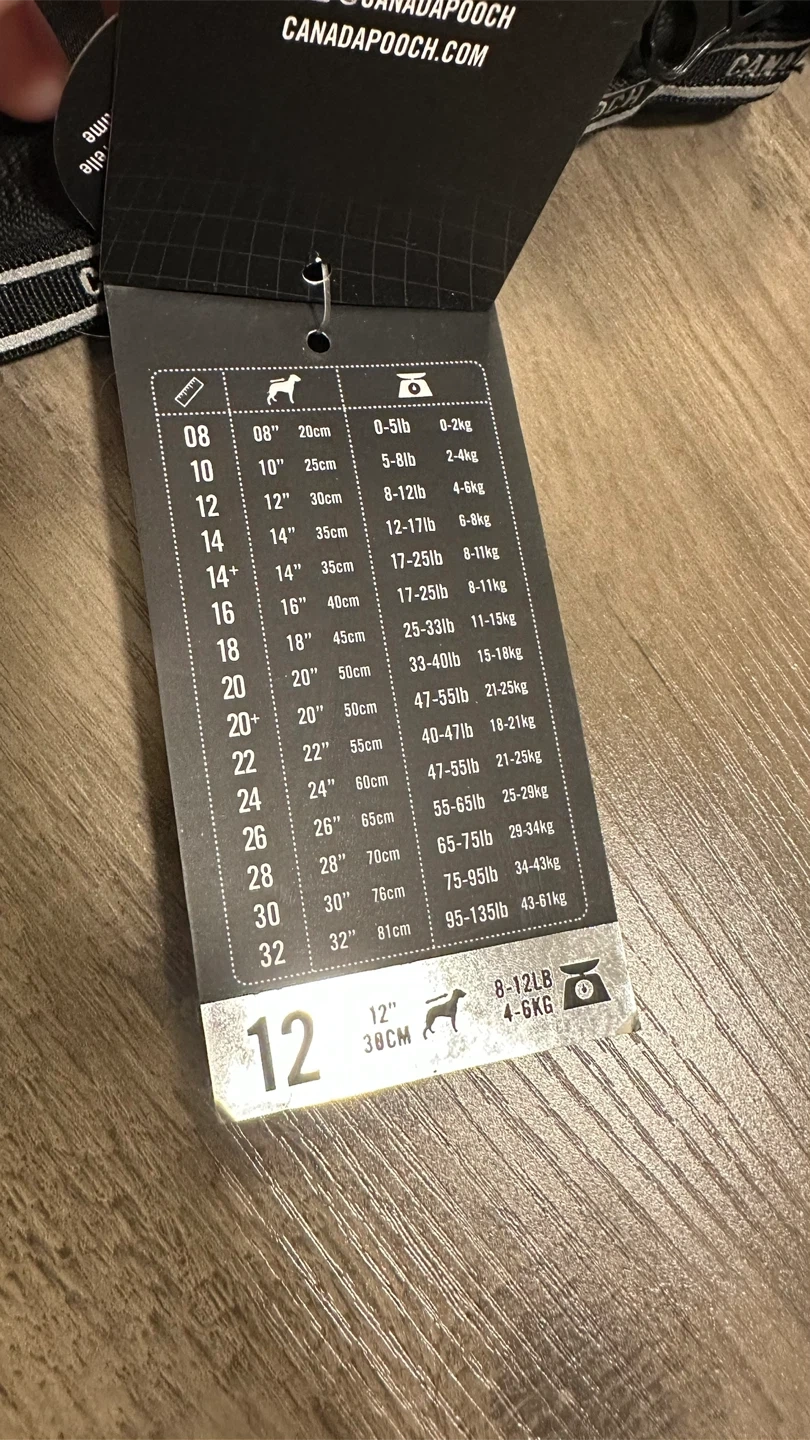 CANADAPOOCH
CANADAPOOCH.COM
CANA
OCH
elle
ime
C
08 08” 20cm 0-5lb 0-2kg
10 10” 25cm 5-8lb 2-4kg
12 12” 30cm 8-12lb 4-6kg
14 14” 35cm 12-17lb 6-8kg
14+ 14” 35cm 17-25lb 8-11kg
16 16” 40cm 17-25lb 8-11kg
18 18” 45cm 25-33lb 11-15kg
20 20” 50cm 33-40lb 15-18kg
20+ 20” 50cm 47-55lb 21-25kg
22 22” 55cm 40-47lb 18-21kg
24 24” 60cm 47-55lb 21-25kg
26 26” 65cm 55-65lb 25-29kg
28 28” 70cm 65-75lb 29-34kg
30 30” 76cm 75-95lb 34-43kg
32 32” 81cm 95-135lb 43-61kg
12 12" 8-12LB
30CM 4-6KG